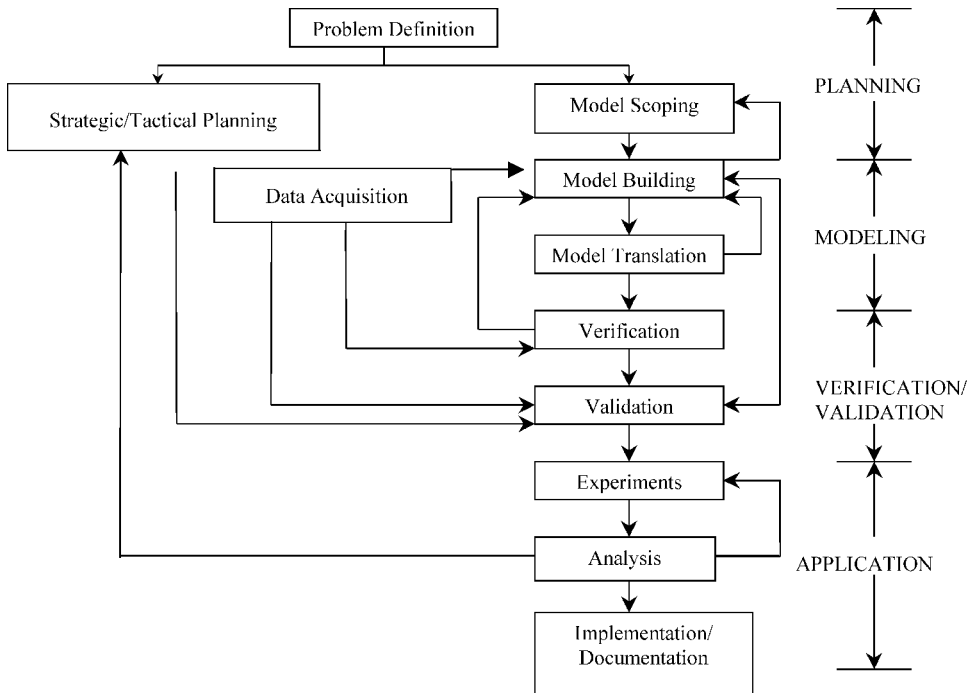 Problem Definition
Strategic/Tactical Planning
Model Scoping
PLANNING
Data Acquisition
Model Building
Model Translation
MODELING
Verification
Validation
VERIFICATION/
VALIDATION
Experiments
Analysis
APPLICATION
Implementation/
Documentation